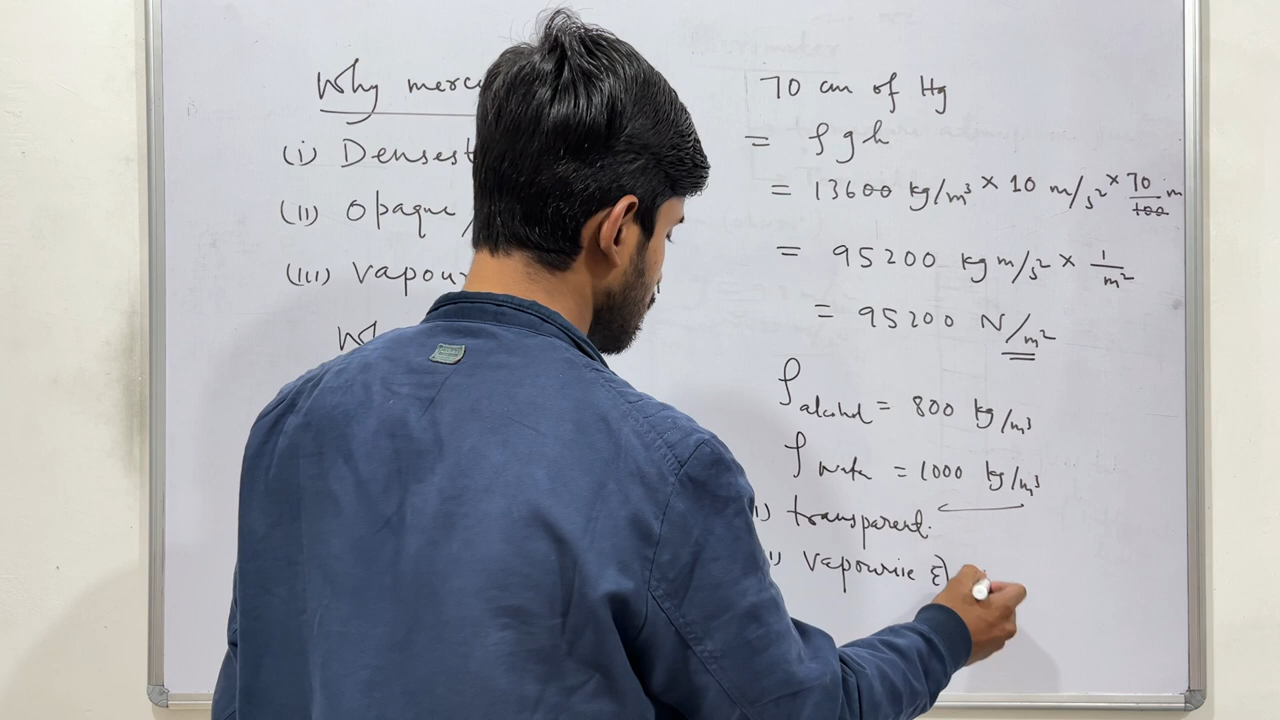 Why merc
(i) Densest
(ii) Opaque
(iii) Vapour
70 cm of Hg
= ρ g h
= 13600 kg/m³ × 10 m/s² × 70/100 m
= 95200 kg m/s² × 1/m²
= 95200 N/m²
ρ alcohol = 800 kg/m³
ρ water = 1000 kg/m³
i) transparent.
i) Vapourise